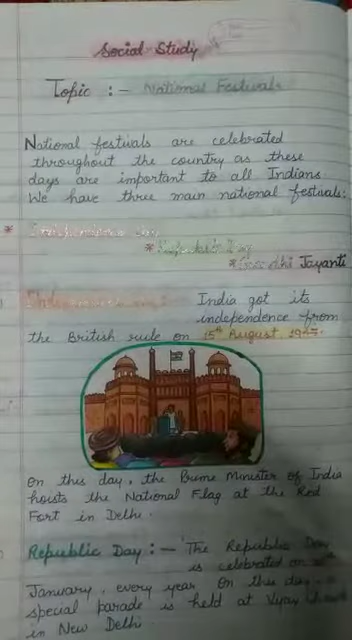 Social Study
Topic :- National Festivals
National festivals are celebrated
throughout the country as these
days are important to all Indians
We have three main national festivals:
* Independence Day
* Republic Day
* Gandhi Jayanti
India got its
independence from
the British rule on 15th August, 1947.
On this day, the Prime Minister of India
hoists the National Flag at the Red
Fort in Delhi.
Republic Day :- The Republic Day
is celebrated on
January, every year On this day
special parade is held at Vijay
in New Delhi